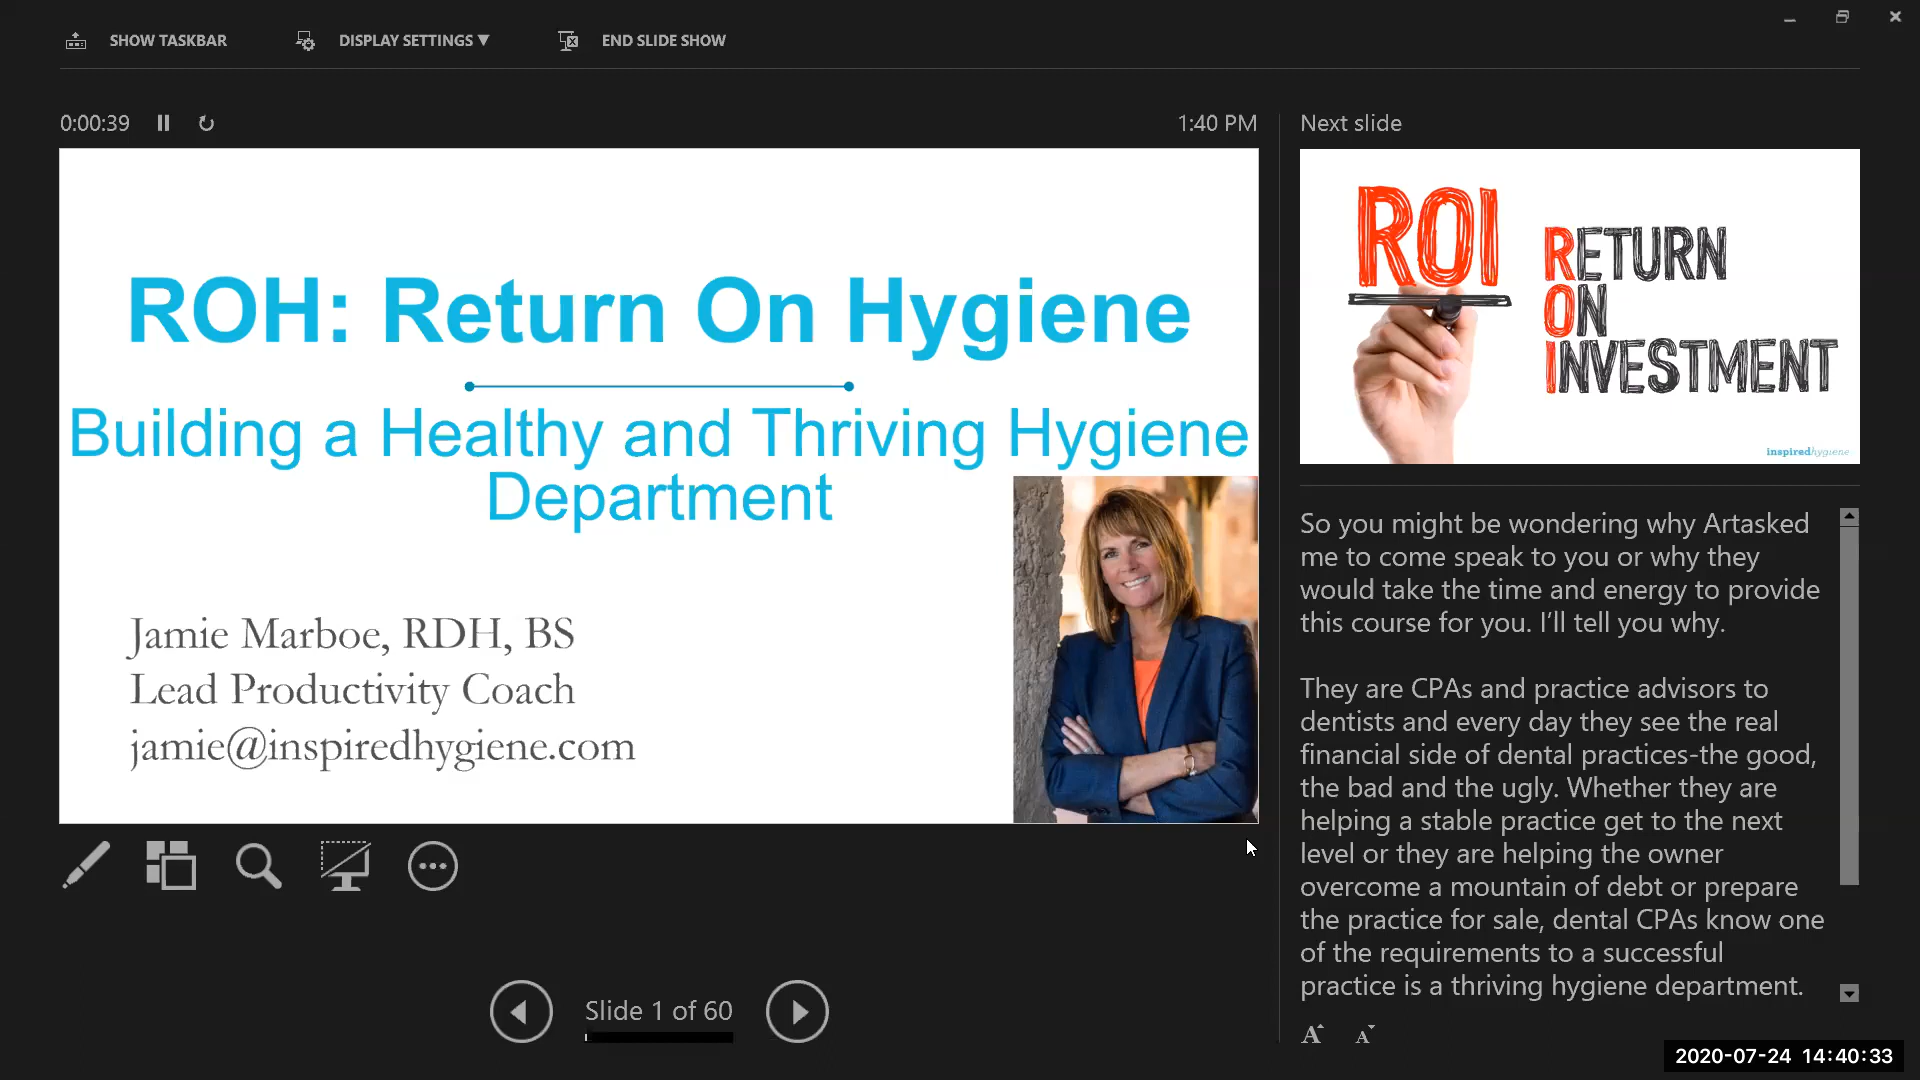 SHOW TASKBAR
DISPLAY SETTINGS ▼
END SLIDE SHOW
0:00:39
1:40 PM
ROH: Return On Hygiene
Building a Healthy and Thriving Hygiene
Department
Jamie Marboe, RDH, BS
Lead Productivity Coach
jamie@inspiredhygiene.com
Slide 1 of 60
Next slide
ROI
RETURN
ON
INVESTMENT
inspiredhygiene
So you might be wondering why Artasked
me to come speak to you or why they
would take the time and energy to provide
this course for you. I'll tell you why.
They are CPAs and practice advisors to
dentists and every day they see the real
financial side of dental practices-the good,
the bad and the ugly. Whether they are
helping a stable practice get to the next
level or they are helping the owner
overcome a mountain of debt or prepare
the practice for sale, dental CPAs know one
of the requirements to a successful
practice is a thriving hygiene department.
A A
2020-07-24 14:40:33